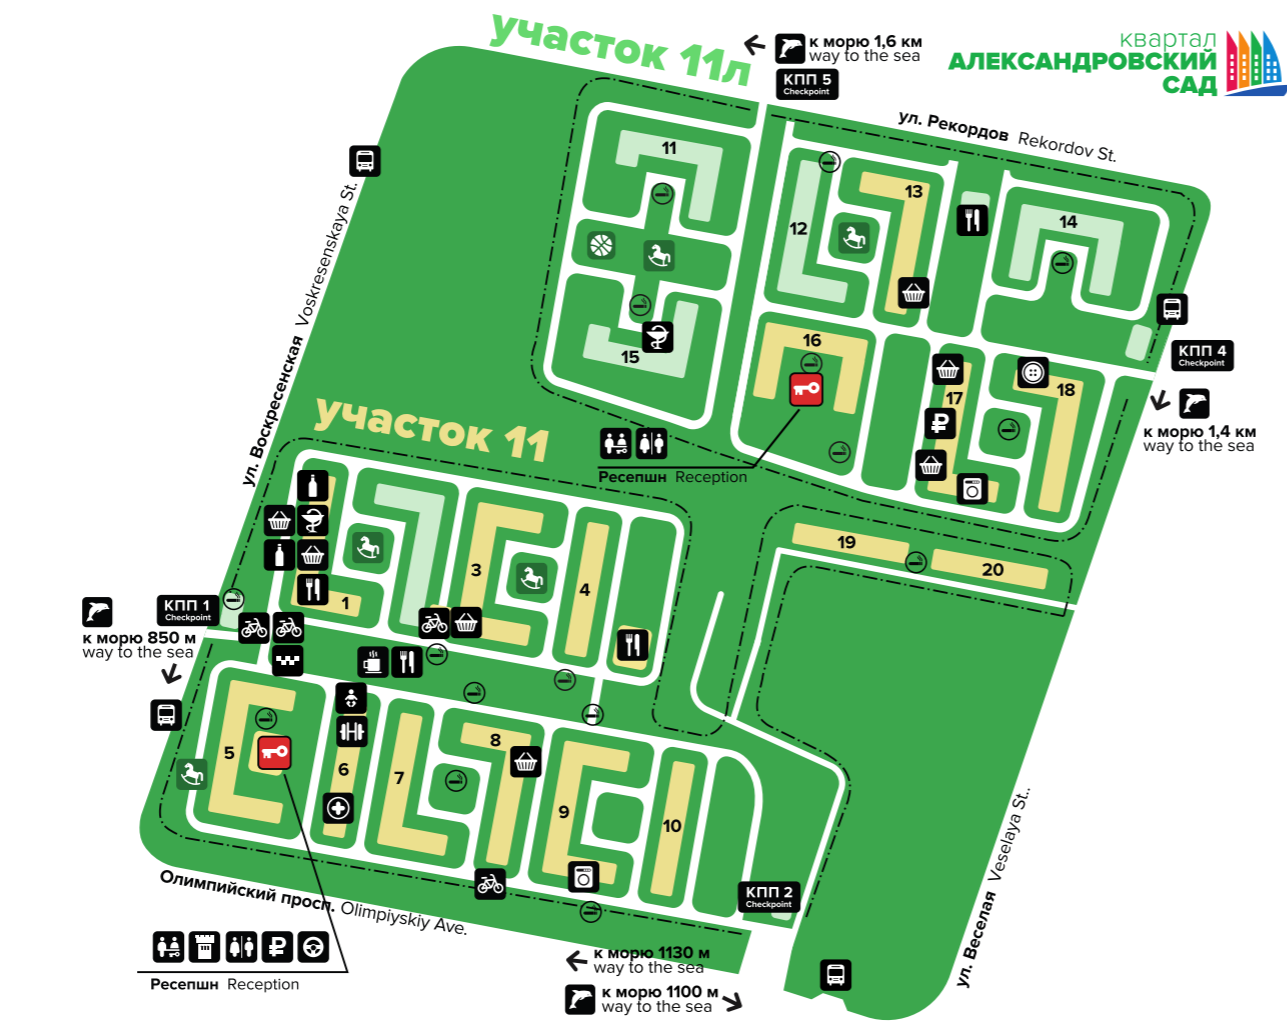 участок 11л
к морю 1,6 км
way to the sea
КПП 5
Checkpoint
квартал
АЛЕКСАНДРОВСКИЙ
САД
ул. Рекордов Rekordov St.
11
13
12
14
15
16
17
18
КПП 4
Checkpoint
к морю 1,4 км
way to the sea
Ресепшн Reception
ул. Воскресенская Voskresenskaya St.
участок 11
19
20
1
3
4
КПП 1
Checkpoint
к морю 850 м
way to the sea
5
6
7
8
9
10
КПП 2
Checkpoint
Олимпийский просп. Olimpiyskiy Ave.
ул. Веселая Veselaya St.
Ресепшн Reception
к морю 1130 м
way to the sea
к морю 1100 м
way to the sea